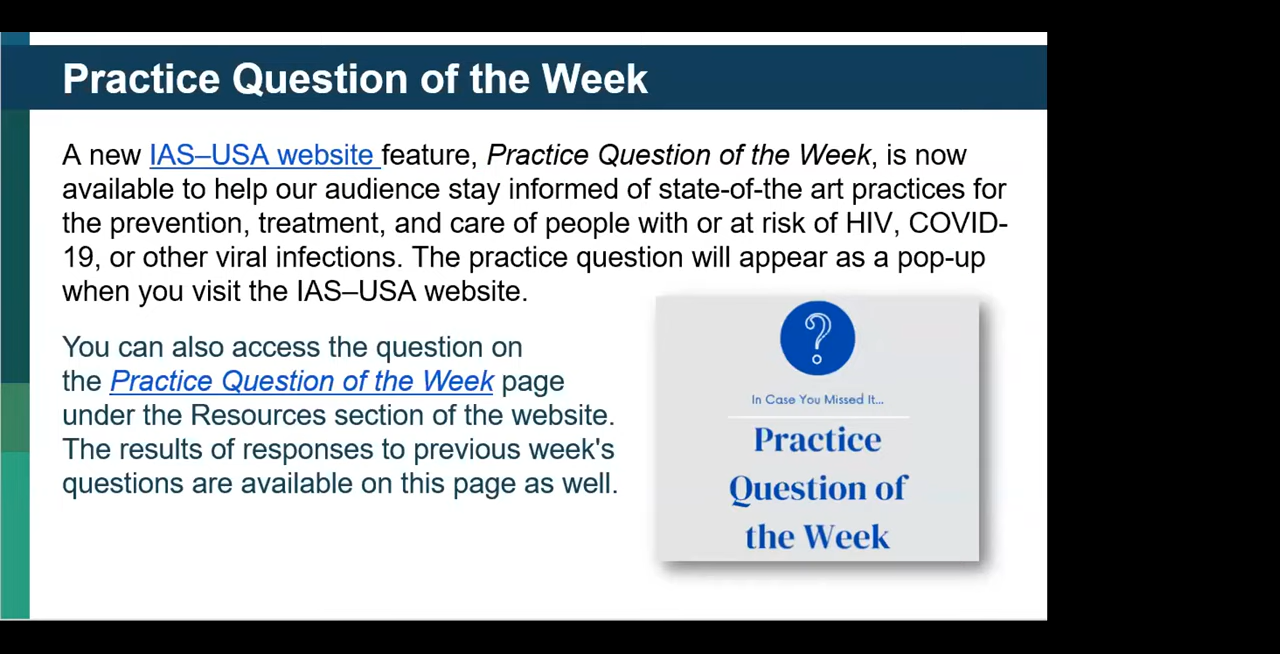 Practice Question of the Week
A new IAS–USA website feature, Practice Question of the Week, is now
available to help our audience stay informed of state-of-the art practices for
the prevention, treatment, and care of people with or at risk of HIV, COVID-
19, or other viral infections. The practice question will appear as a pop-up
when you visit the IAS–USA website.
You can also access the question on
the Practice Question of the Week page
under the Resources section of the website.
The results of responses to previous week's
questions are available on this page as well.
?
In Case You Missed It...
Practice
Question of
the Week